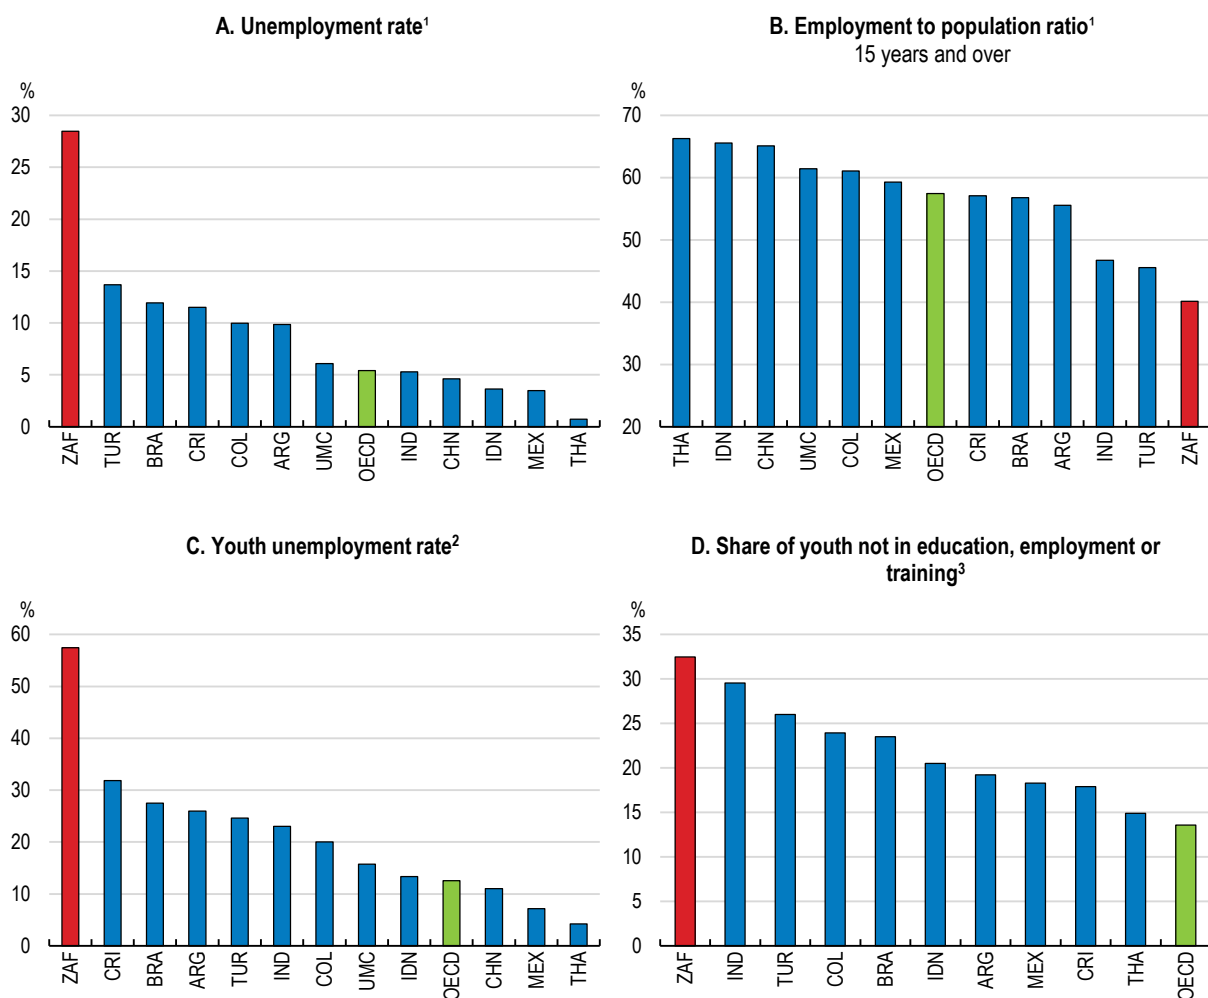 A. Unemployment rate¹
%
30
25
20
15
10
5
0
ZAF
TUR
BRA
CRI
COL
ARG
UMC
OECD
IND
CHN
IDN
MEX
THA
B. Employment to population ratio¹
15 years and over
%
70
60
50
40
30
20
THA
IDN
CHN
UMC
COL
MEX
OECD
CRI
BRA
ARG
IND
TUR
ZAF
C. Youth unemployment rate²
%
60
50
40
30
20
10
0
ZAF
CRI
BRA
ARG
TUR
IND
COL
UMC
IDN
OECD
CHN
MEX
THA
D. Share of youth not in education, employment or
training³
%
35
30
25
20
15
10
5
0
ZAF
IND
TUR
COL
BRA
IDN
ARG
MEX
CRI
THA
OECD